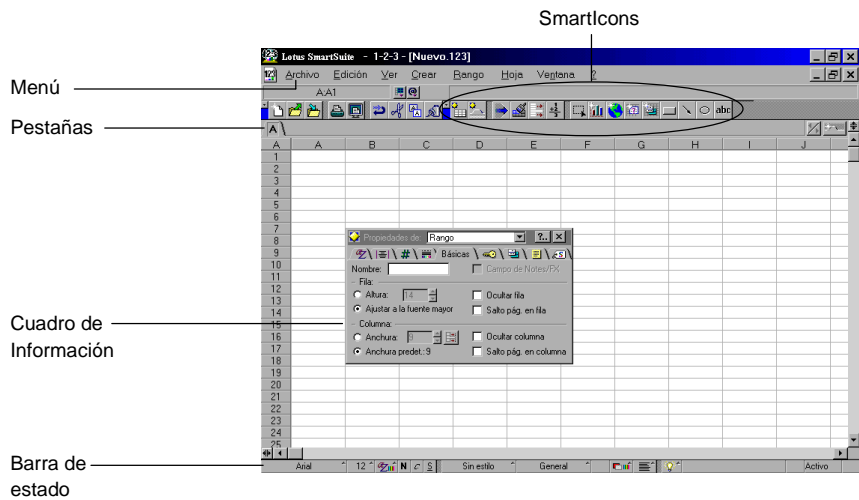 SmartIcons
Lotus SmartSuite - 1-2-3 - [Nuevo.123]
Menú
Archivo Edición Ver Crear Rango Hoja Ventana ?
A:A1
Pestañas
A
A A B C D E F G H I J
1
2
3
4
5
6
7
8
9
10
11
12
13
14
15
16
17
18
19
20
21
22
23
24
25
Propiedades de Rango
Básicas
Nombre: Campo de Notes/FX
Fila:
Altura: 14 Ocultar fila
Ajustar a la fuente mayor Salto pág. en fila
Columna:
Anchura: 9 Ocultar columna
Anchura predet.: 9 Salto pág. en columna
Cuadro de
Información
Barra de
estado
Arial 12 N C S Sin estilo General Activo